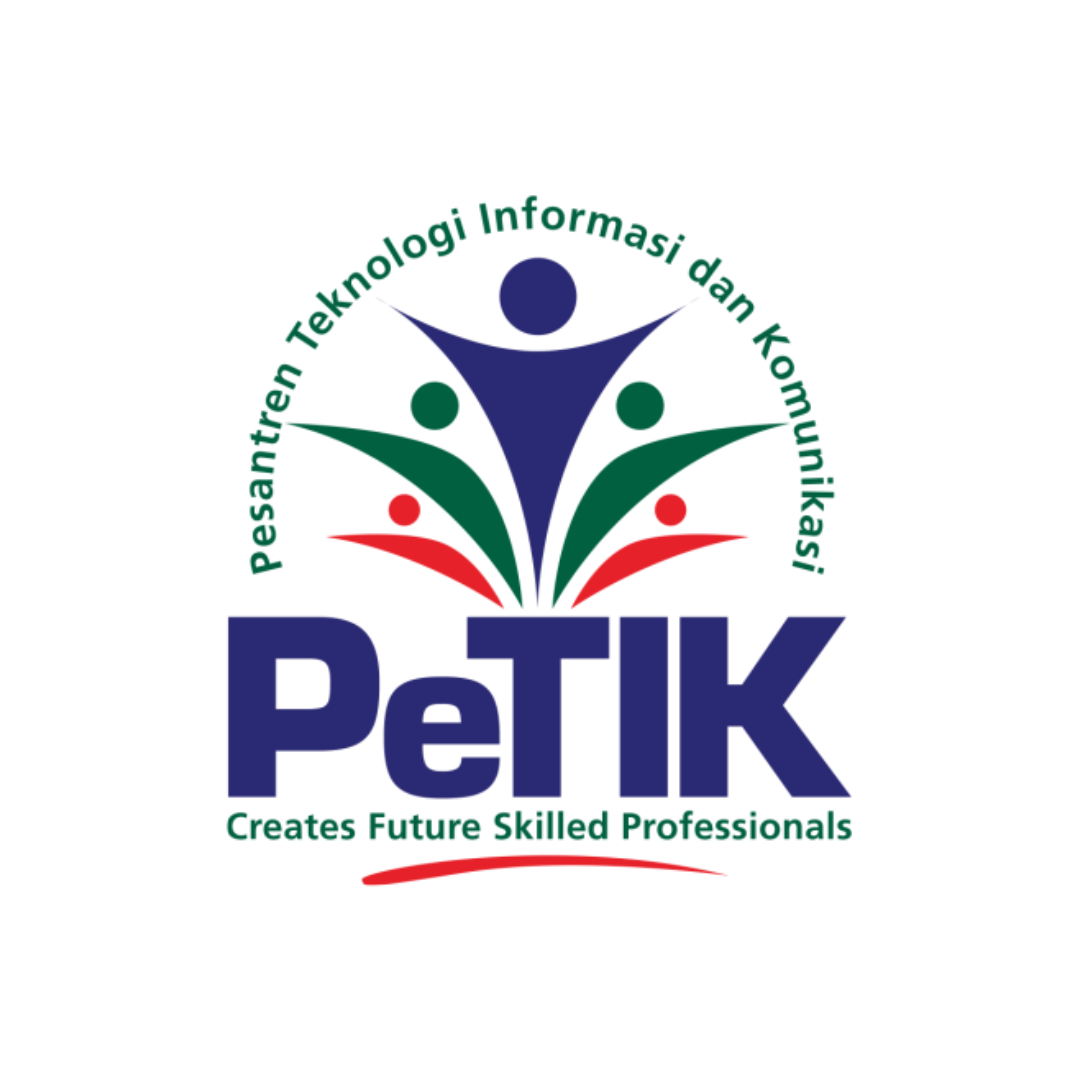 Pesantren Teknologi Informasi dan Komunikasi
PeTIK
Creates Future Skilled Professionals